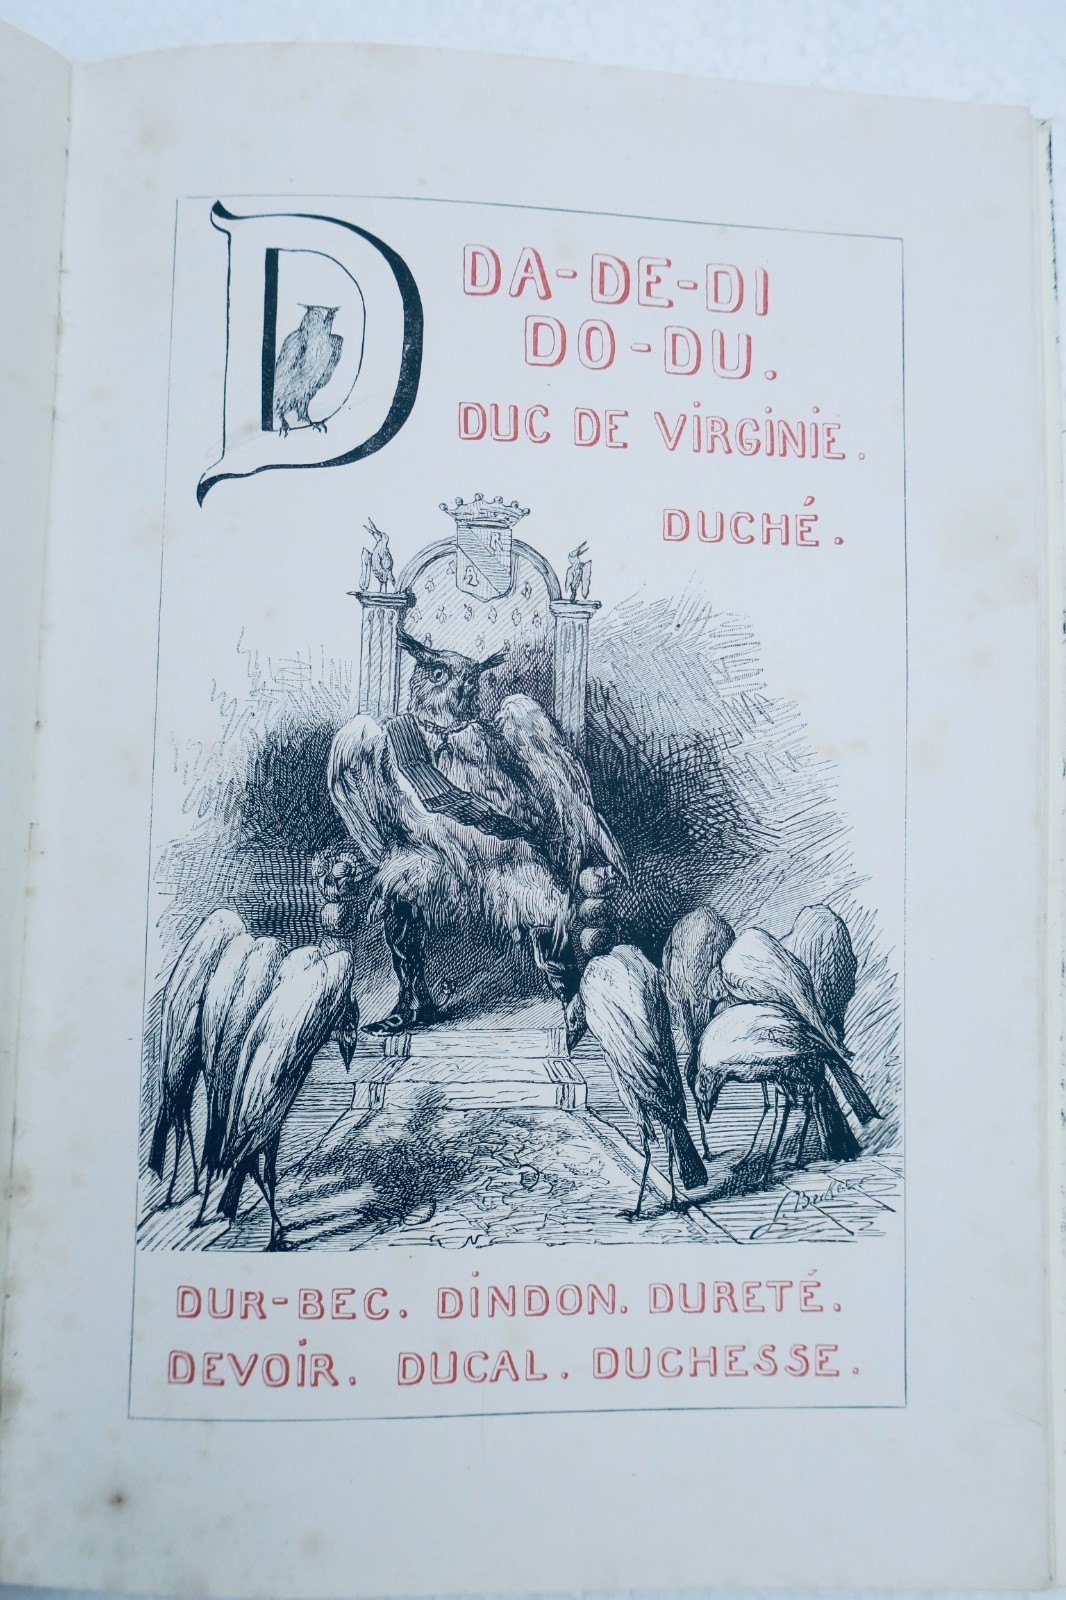 D
DA-DE-DI
DO-DU.
DUC DE VIRGINIE.
DUCHÉ.
DUR-BEC. DINDON. DURETÉ.
DEVOIR. DUCAL. DUCHESSE.